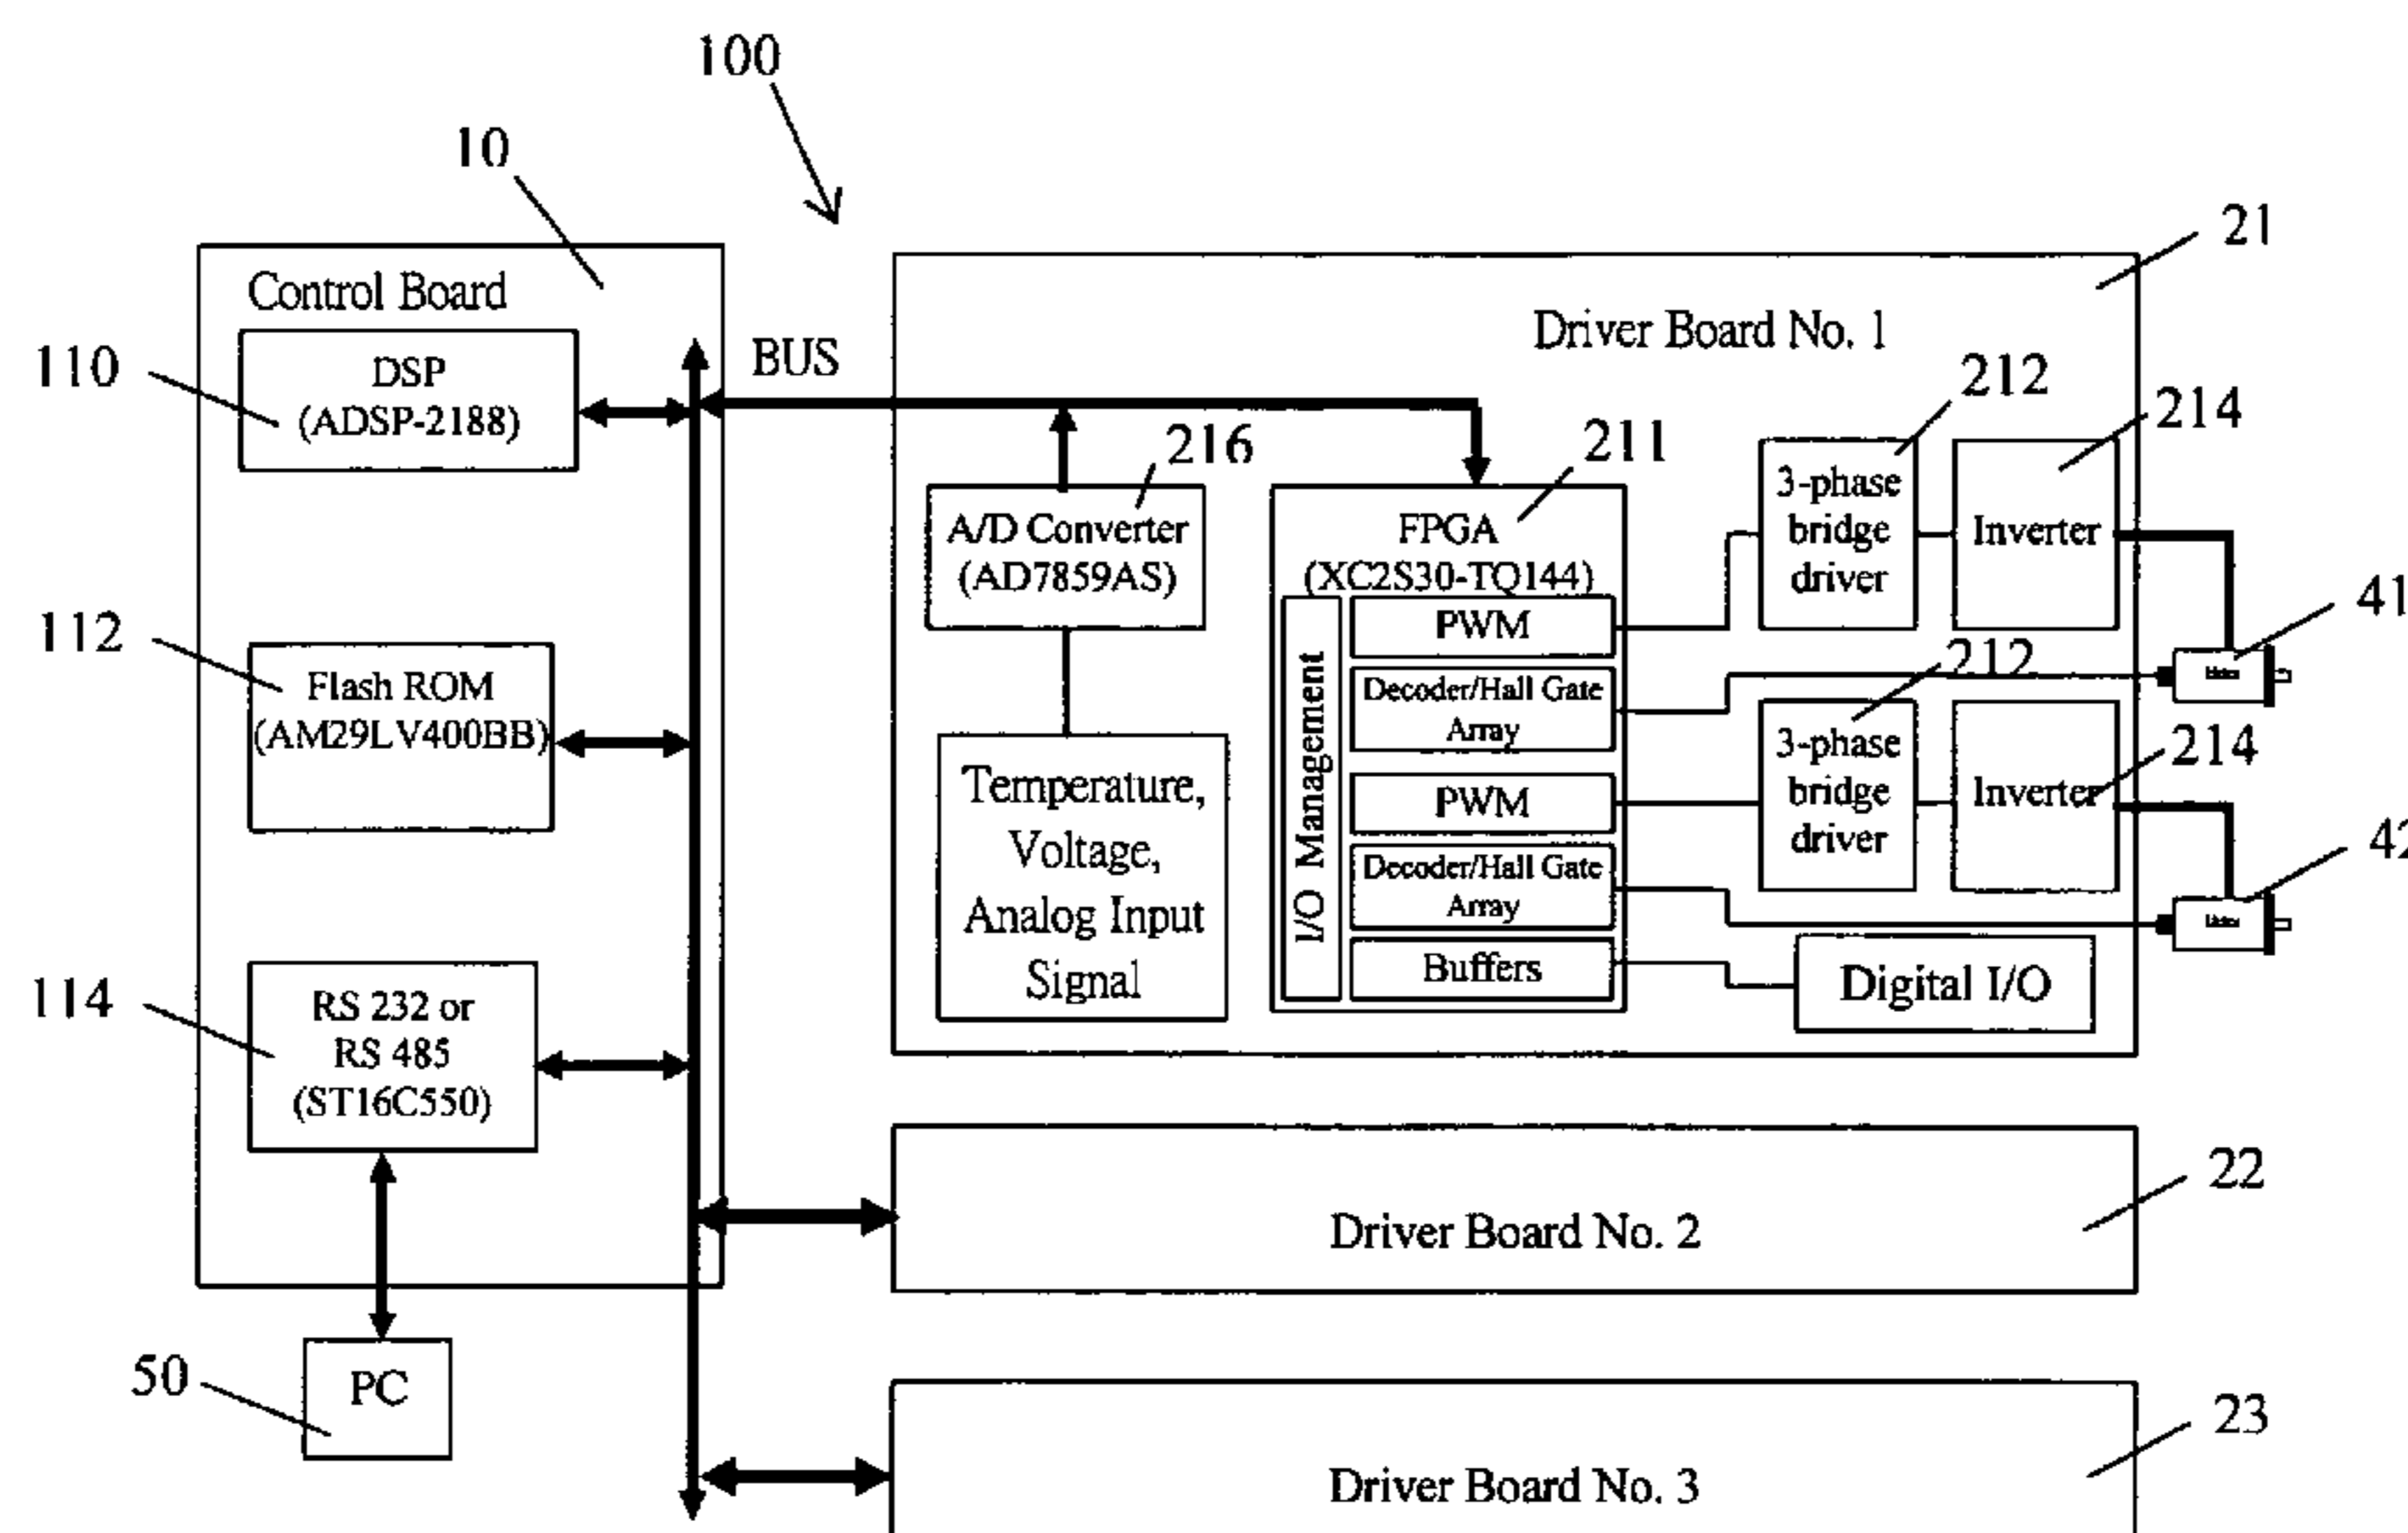 100
10
21
Control Board
Driver Board No. 1
110
DSP
(ADSP-2188)
BUS
212
214
216
211
A/D Converter
(AD7859AS)
FPGA
(XC2S30-TQ144)
3-phase
bridge
driver
Inverter
41
PWM
112
Flash ROM
(AM29LV400BB)
I/O Management
Decoder/Hall Gate
Array
212
214
Temperature,
Voltage,
Analog Input
Signal
PWM
3-phase
bridge
driver
Inverter
42
Decoder/Hall Gate
Array
Buffers
Digital I/O
114
RS 232 or
RS 485
(ST16C550)
22
Driver Board No. 2
50
PC
23
Driver Board No. 3